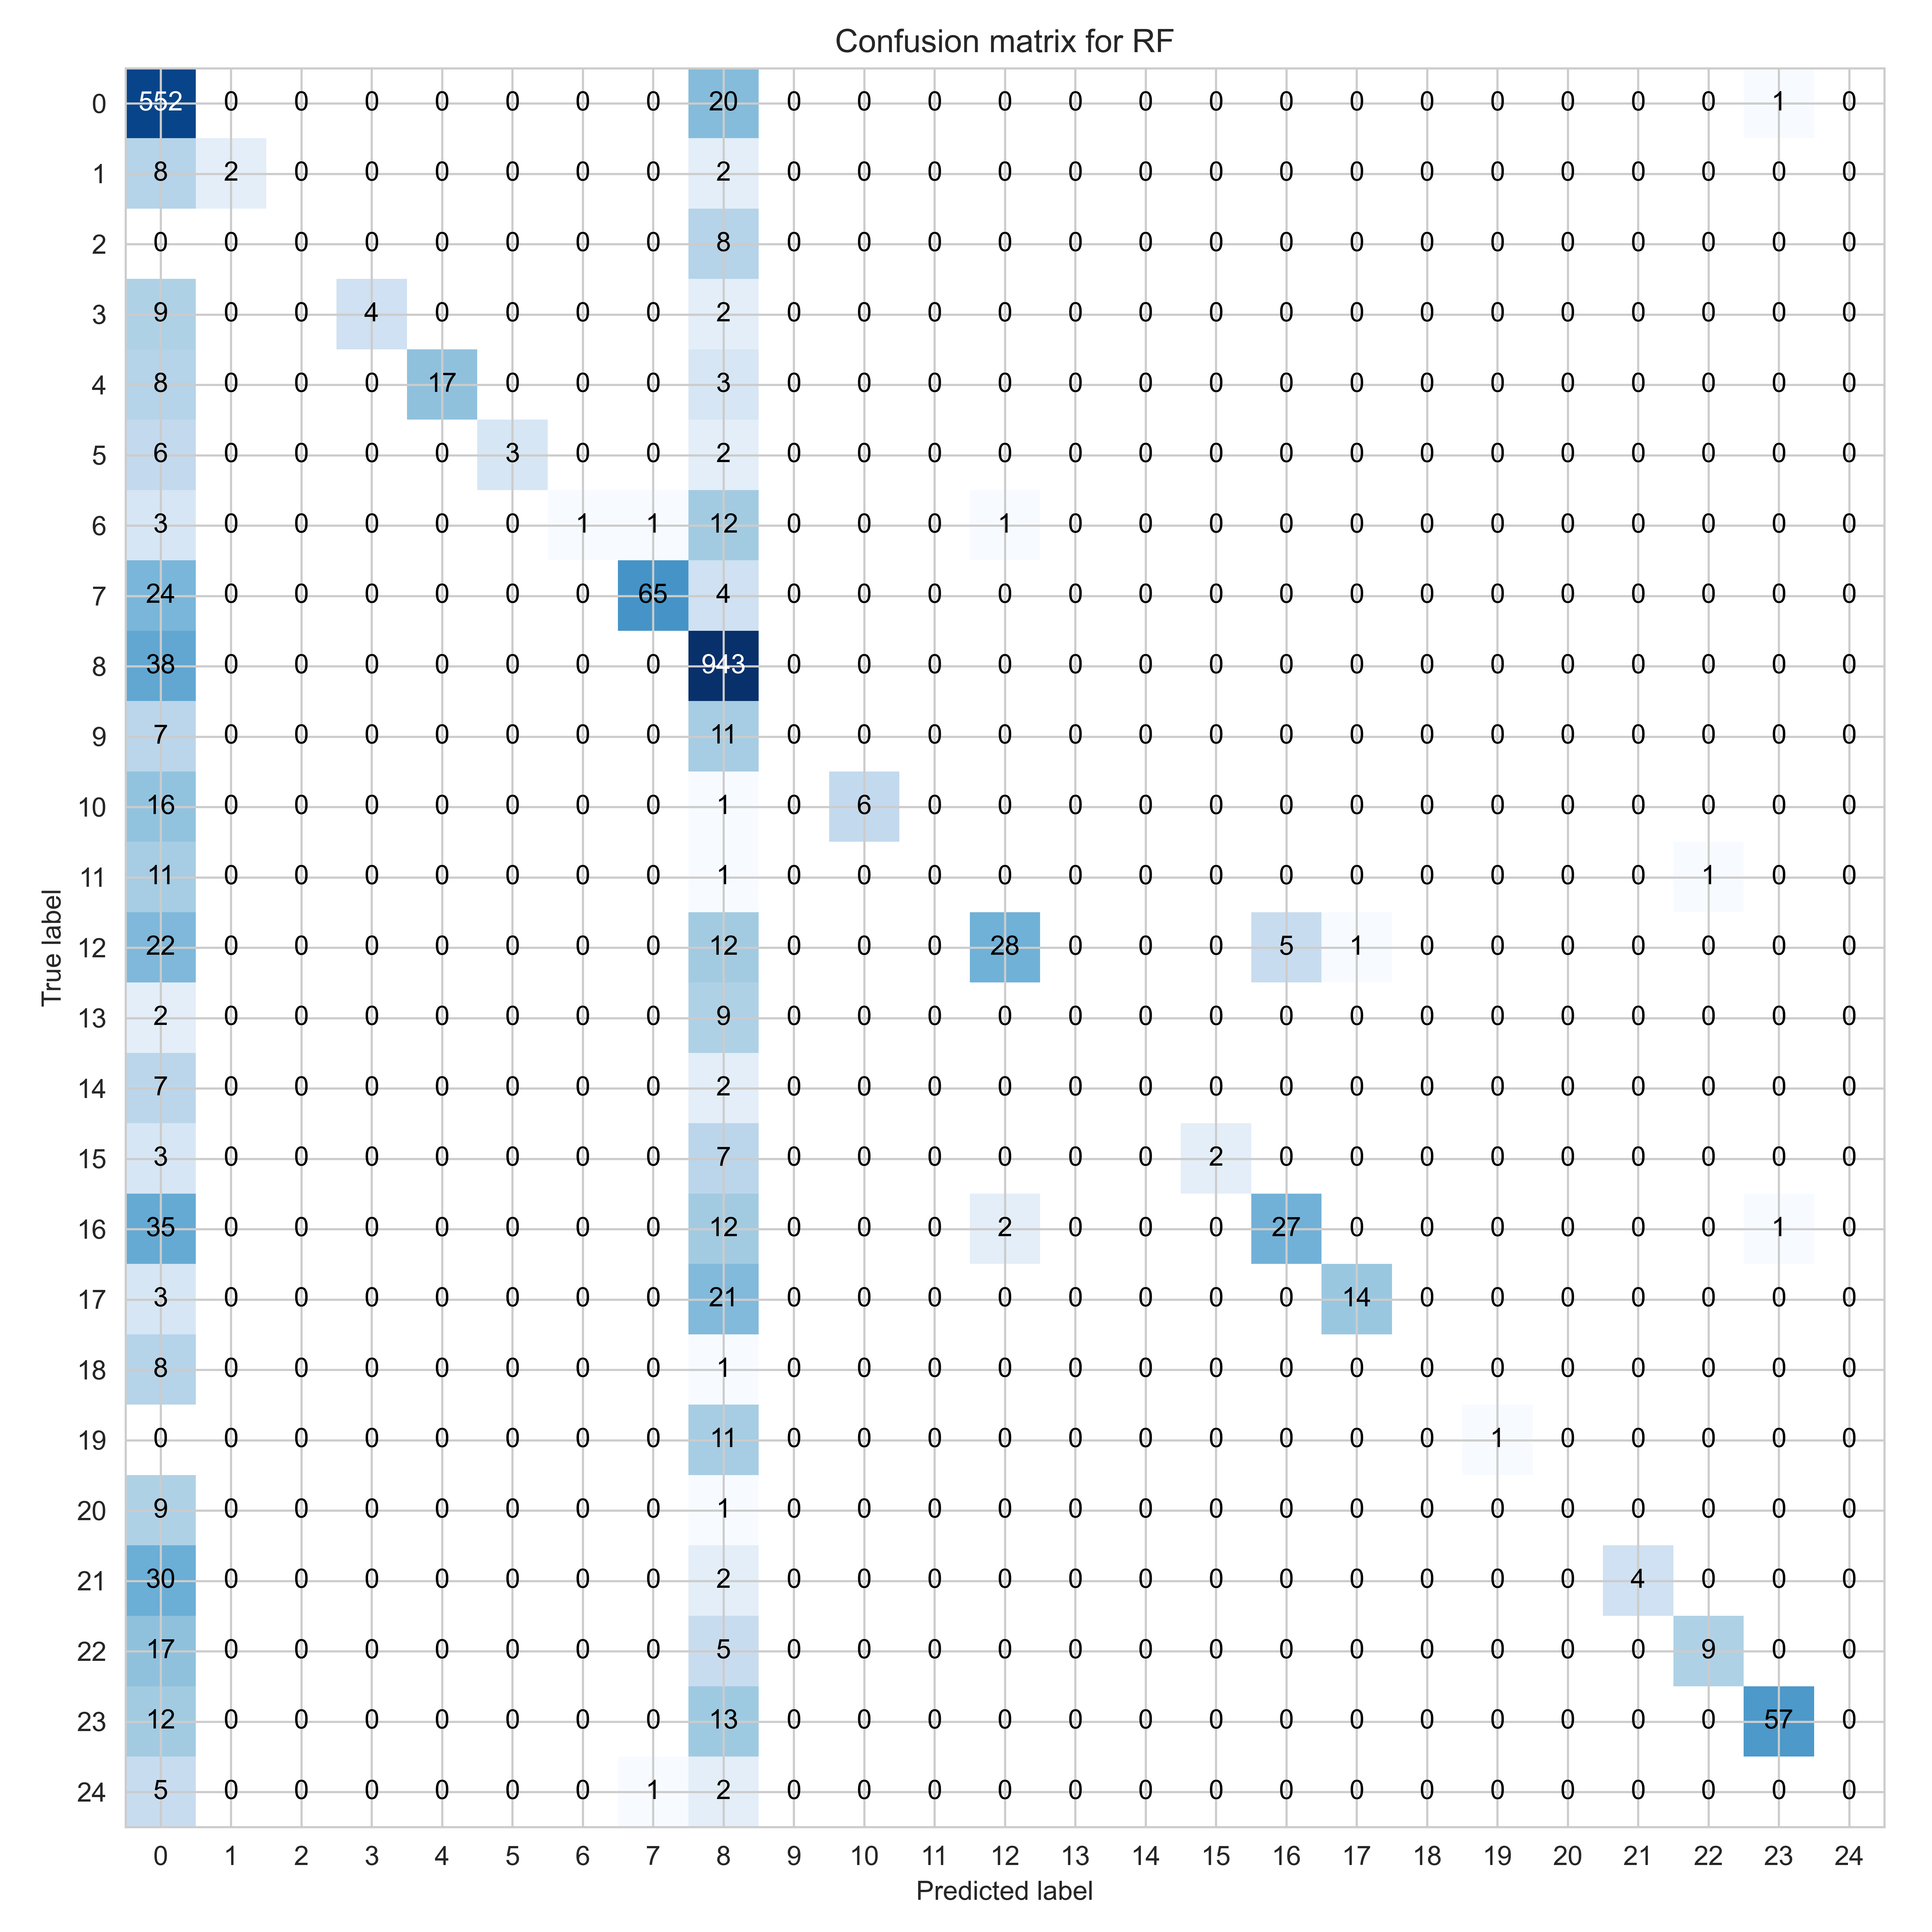 Confusion matrix for RF
0 552 0 0 0 0 0 0 0 20 0 0 0 0 0 0 0 0 0 0 0 0 0 0 1 0
1 8 2 0 0 0 0 0 0 2 0 0 0 0 0 0 0 0 0 0 0 0 0 0 0 0
2 0 0 0 0 0 0 0 0 8 0 0 0 0 0 0 0 0 0 0 0 0 0 0 0 0
3 9 0 0 4 0 0 0 0 2 0 0 0 0 0 0 0 0 0 0 0 0 0 0 0 0
4 8 0 0 0 17 0 0 0 3 0 0 0 0 0 0 0 0 0 0 0 0 0 0 0 0
5 6 0 0 0 0 3 0 0 2 0 0 0 0 0 0 0 0 0 0 0 0 0 0 0 0
6 3 0 0 0 0 0 1 1 12 0 0 0 1 0 0 0 0 0 0 0 0 0 0 0 0
7 24 0 0 0 0 0 0 65 4 0 0 0 0 0 0 0 0 0 0 0 0 0 0 0 0
8 38 0 0 0 0 0 0 0 943 0 0 0 0 0 0 0 0 0 0 0 0 0 0 0 0
9 7 0 0 0 0 0 0 0 11 0 0 0 0 0 0 0 0 0 0 0 0 0 0 0 0
10 16 0 0 0 0 0 0 0 1 0 6 0 0 0 0 0 0 0 0 0 0 0 0 0 0
11 11 0 0 0 0 0 0 0 1 0 0 0 0 0 0 0 0 0 0 0 0 0 1 0 0
True label
12 22 0 0 0 0 0 0 0 12 0 0 0 28 0 0 0 5 1 0 0 0 0 0 0 0
13 2 0 0 0 0 0 0 0 9 0 0 0 0 0 0 0 0 0 0 0 0 0 0 0 0
14 7 0 0 0 0 0 0 0 2 0 0 0 0 0 0 0 0 0 0 0 0 0 0 0 0
15 3 0 0 0 0 0 0 0 7 0 0 0 0 0 0 2 0 0 0 0 0 0 0 0 0
16 35 0 0 0 0 0 0 0 12 0 0 0 2 0 0 0 27 0 0 0 0 0 0 1 0
17 3 0 0 0 0 0 0 0 21 0 0 0 0 0 0 0 0 14 0 0 0 0 0 0 0
18 8 0 0 0 0 0 0 0 1 0 0 0 0 0 0 0 0 0 0 0 0 0 0 0 0
19 0 0 0 0 0 0 0 0 11 0 0 0 0 0 0 0 0 0 0 1 0 0 0 0 0
20 9 0 0 0 0 0 0 0 1 0 0 0 0 0 0 0 0 0 0 0 0 0 0 0 0
21 30 0 0 0 0 0 0 0 2 0 0 0 0 0 0 0 0 0 0 0 0 4 0 0 0
22 17 0 0 0 0 0 0 0 5 0 0 0 0 0 0 0 0 0 0 0 0 0 9 0 0
23 12 0 0 0 0 0 0 0 13 0 0 0 0 0 0 0 0 0 0 0 0 0 0 57 0
24 5 0 0 0 0 0 0 1 2 0 0 0 0 0 0 0 0 0 0 0 0 0 0 0 0
0 1 2 3 4 5 6 7 8 9 10 11 12 13 14 15 16 17 18 19 20 21 22 23 24
Predicted label